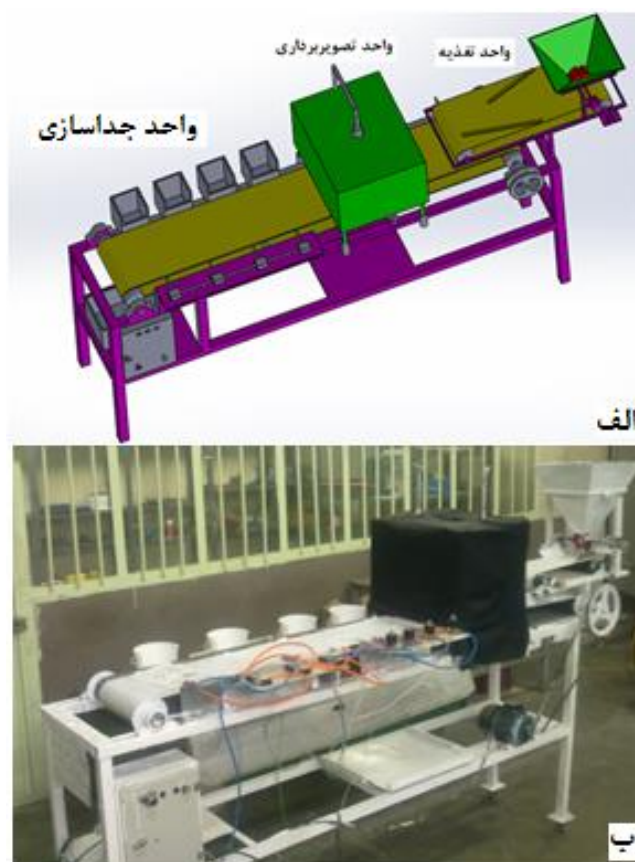 واحد تصویربرداری
واحد تغذیه
واحد جداسازی
الف
ب